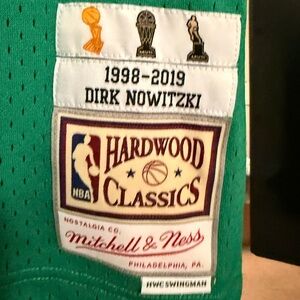 1998-2019
DIRK NOWITZKI
NBA
HARDWOOD
CLASSICS
NOSTALGIA CO.
Mitchell & Ness
PHILADELPHIA, PA.
HWC SWINGMAN